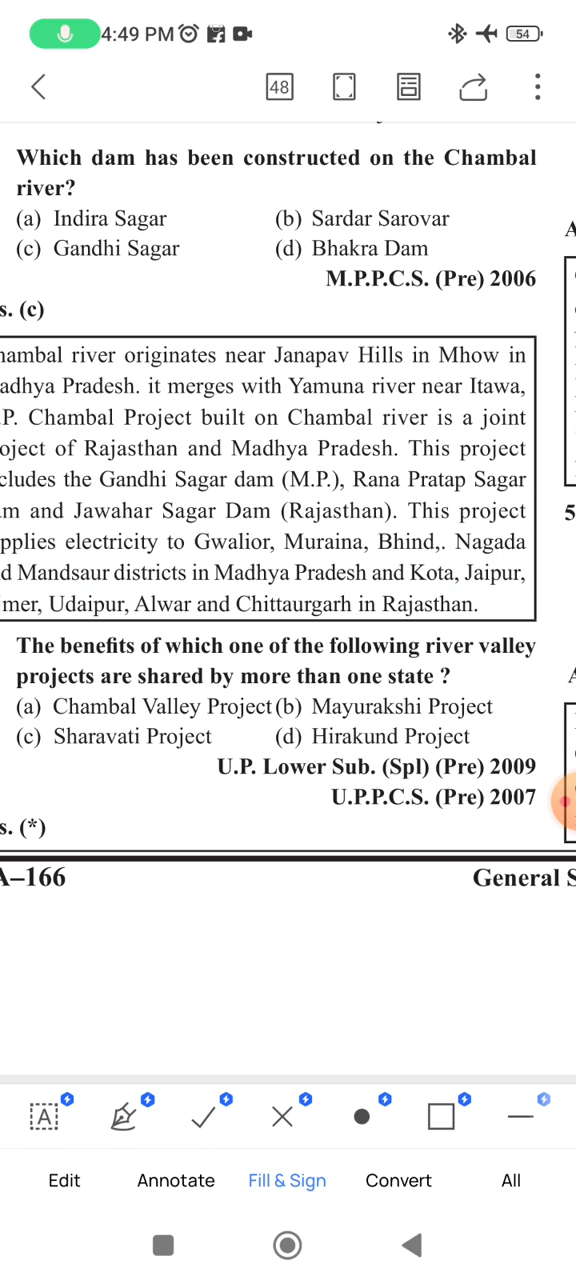 4:49 PM
54
48
Which dam has been constructed on the Chambal
river?
(a) Indira Sagar (b) Sardar Sarovar
(c) Gandhi Sagar (d) Bhakra Dam
M.P.P.C.S. (Pre) 2006
s. (c)
hambal river originates near Janapav Hills in Mhow in
adhya Pradesh. it merges with Yamuna river near Itawa,
P. Chambal Project built on Chambal river is a joint
oject of Rajasthan and Madhya Pradesh. This project
cludes the Gandhi Sagar dam (M.P.), Rana Pratap Sagar
m and Jawahar Sagar Dam (Rajasthan). This project
pplies electricity to Gwalior, Muraina, Bhind,. Nagada
d Mandsaur districts in Madhya Pradesh and Kota, Jaipur,
mer, Udaipur, Alwar and Chittaurgarh in Rajasthan.
5
The benefits of which one of the following river valley
projects are shared by more than one state ?
(a) Chambal Valley Project (b) Mayurakshi Project
(c) Sharavati Project (d) Hirakund Project
U.P. Lower Sub. (Spl) (Pre) 2009
U.P.P.C.S. (Pre) 2007
s. (*)
A–166 General S
A
Edit Annotate Fill & Sign Convert All